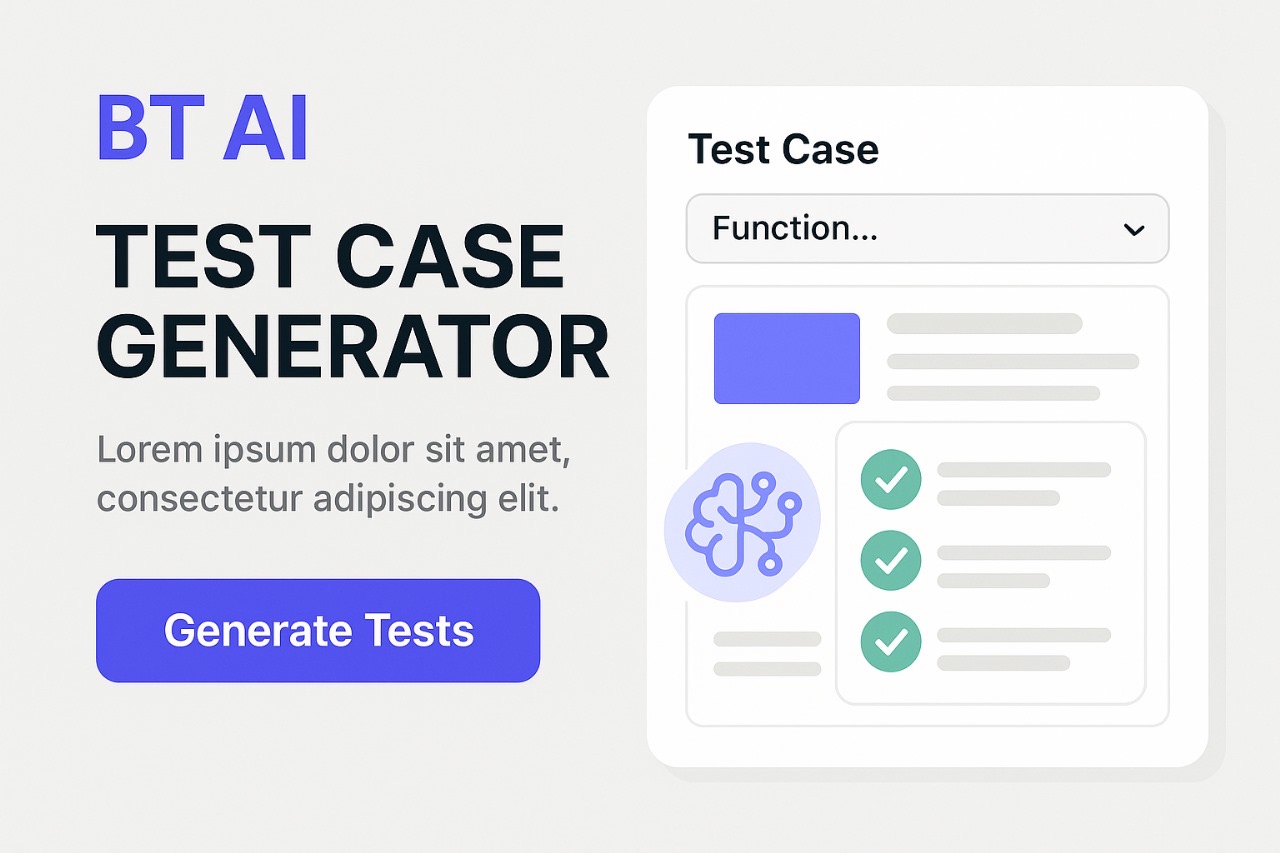 BT AI
TEST CASE
GENERATOR
Lorem ipsum dolor sit amet,
consectetur adipiscing elit.
Generate Tests
Test Case
Function...